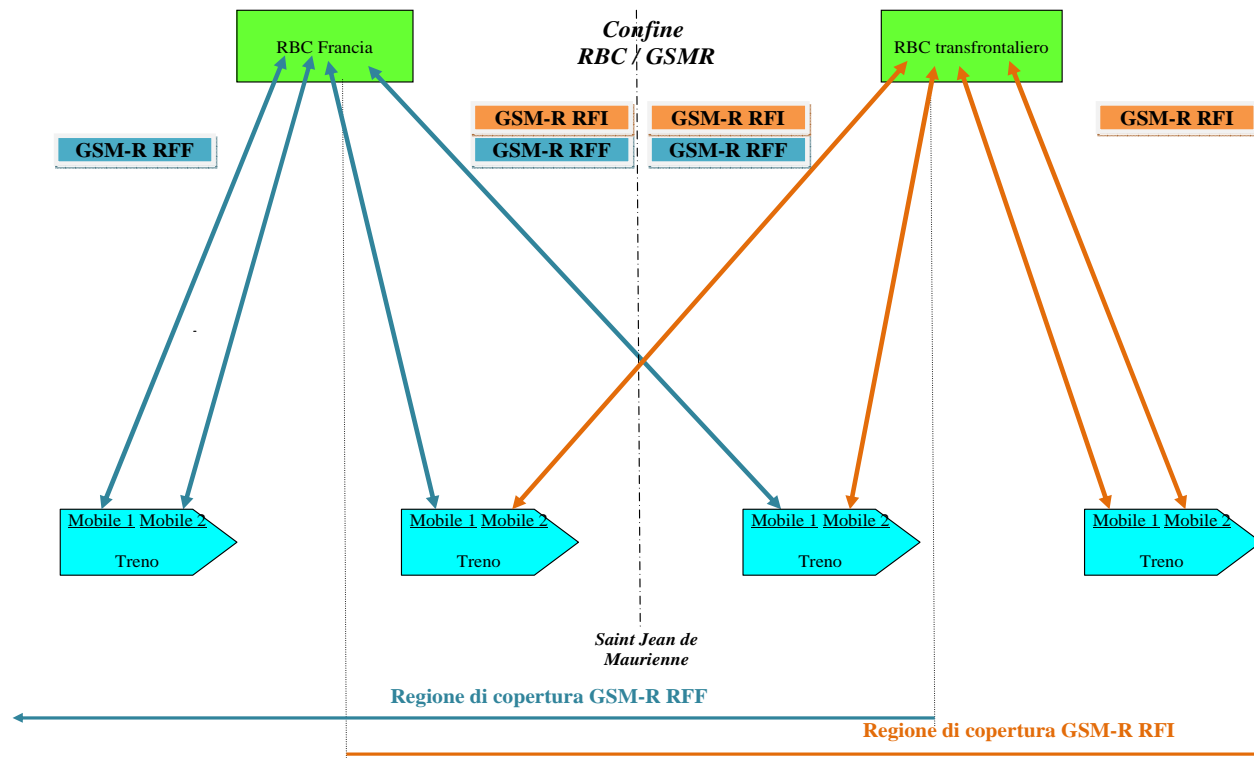 RBC Francia
Confine
RBC / GSMR
RBC transfrontaliero
GSM-R RFI
GSM-R RFI
GSM-R RFI
GSM-R RFF
GSM-R RFF
GSM-R RFF
Mobile 1 Mobile 2
Treno
Mobile 1 Mobile 2
Treno
Mobile 1 Mobile 2
Treno
Mobile 1 Mobile 2
Treno
Saint Jean de
Maurienne
Regione di copertura GSM-R RFF
Regione di copertura GSM-R RFI